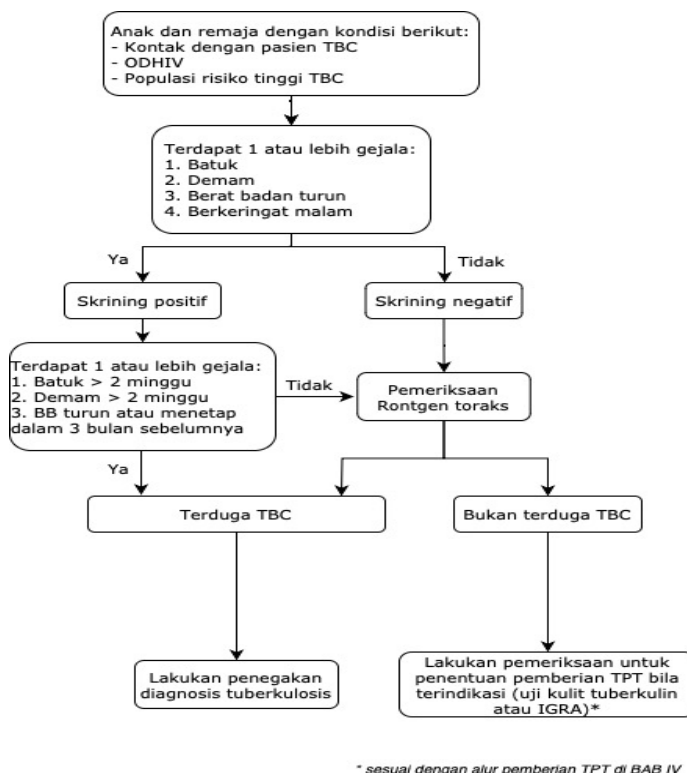 Anak dan remaja dengan kondisi berikut:
- Kontak dengan pasien TBC
- ODHIV
- Populasi risiko tinggi TBC
Terdapat 1 atau lebih gejala:
1. Batuk
2. Demam
3. Berat badan turun
4. Berkeringat malam
Ya
Tidak
Skrining positif
Skrining negatif
Terdapat 1 atau lebih gejala:
1. Batuk > 2 minggu
2. Demam > 2 minggu
3. BB turun atau menetap
dalam 3 bulan sebelumnya
Tidak
Pemeriksaan
Rontgen toraks
Ya
Terduga TBC
Bukan terduga TBC
Lakukan penegakan
diagnosis tuberkulosis
Lakukan pemeriksaan untuk
penentuan pemberian TPT bila
terindikasi (uji kulit tuberkulin
atau IGRA)*
* sesuai dengan alur pemberian TPT di BAB IV